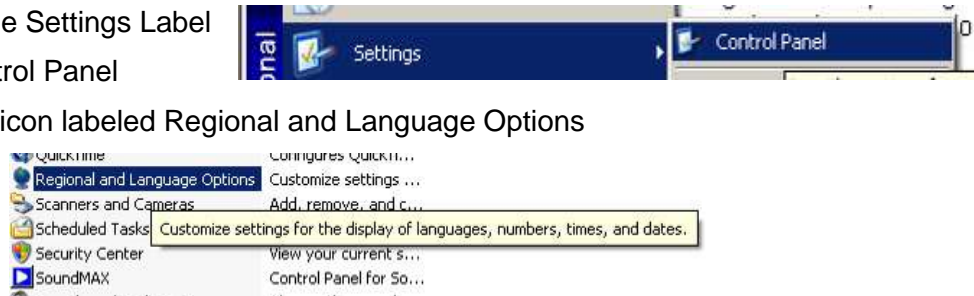 e Settings Label
Settings
Control Panel
onal
trol Panel
icon labeled Regional and Language Options
QuickTime Configures QuickTi...
Regional and Language Options Customize settings ...
Scanners and Cameras Add, remove, and c...
Scheduled Tasks Customize settings for the display of languages, numbers, times, and dates.
Security Center View your current s...
SoundMAX Control Panel for So...